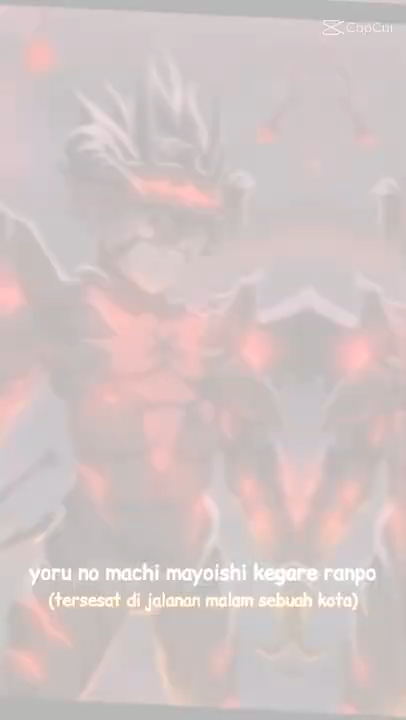 CapCut
yoru no machi mayoishi kegare ranpo
(tersesat di jalanan malam sebuah kota)